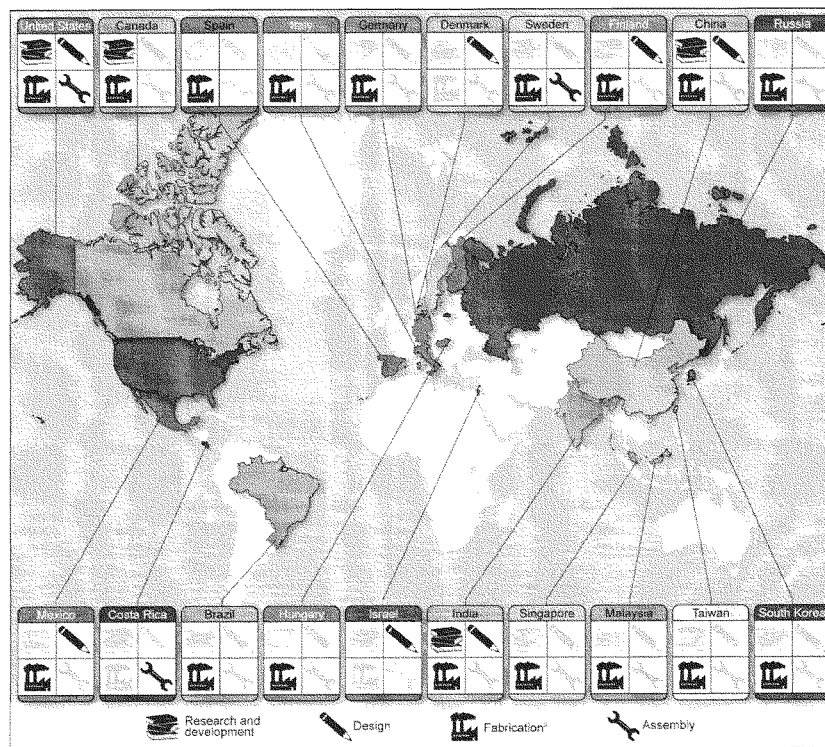 United States Canada Spain Italy Germany Denmark Sweden Finland China Russia
Mexico Costa Rica Brazil Hungary Israel India Singapore Malaysia Taiwan South Korea
Research and
development
Design
Fabrication
Assembly